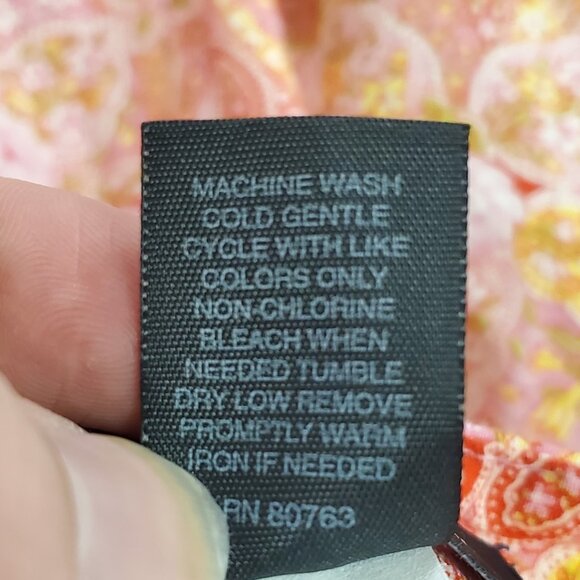 MACHINE WASH
COLD GENTLE
CYCLE WITH LIKE
COLORS ONLY
NON-CHLORINE
BLEACH WHEN
NEEDED TUMBLE
DRY LOW REMOVE
PROMPTLY WARM
IRON IF NEEDED
RN 80763